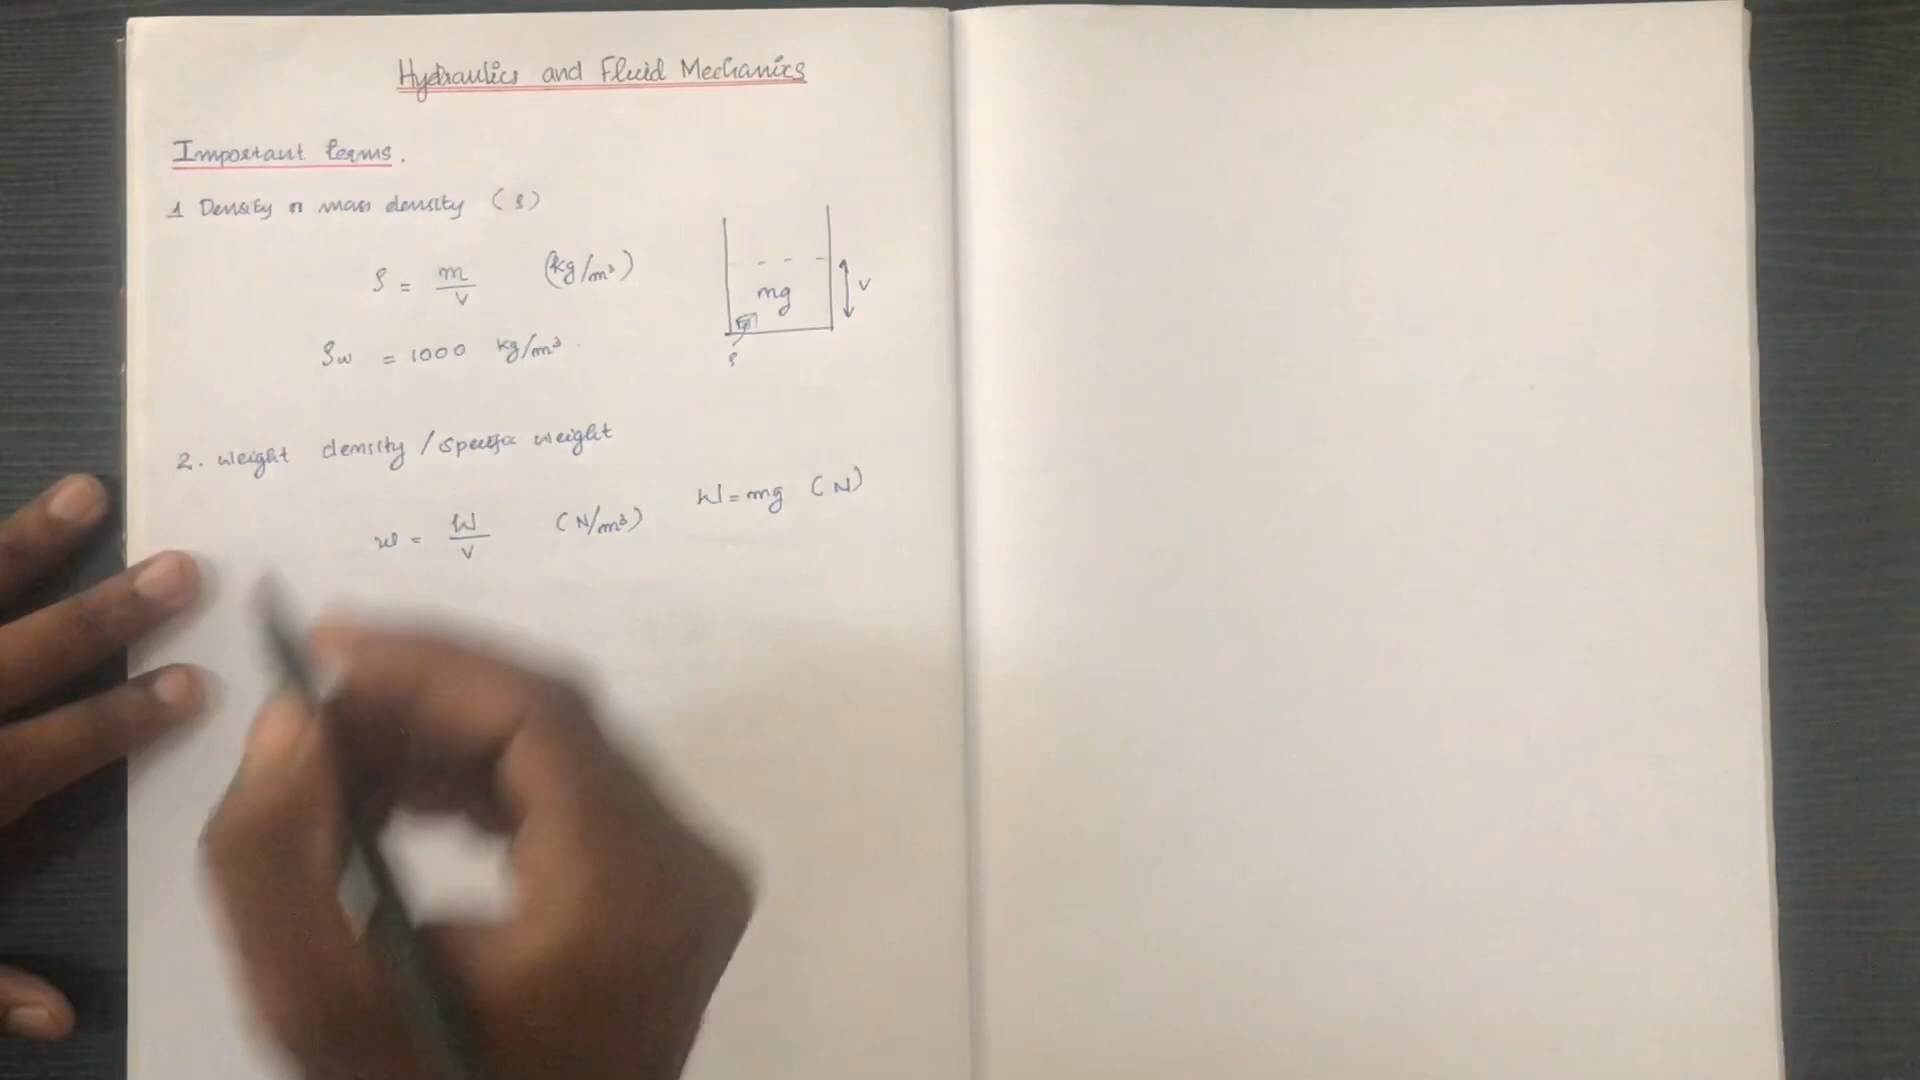 Hydraulics and Fluid Mechanics
Important terms.
1 Density or mass density (ρ)
ρ = m/v (kg/m³)
mg
v
ρ
ρw = 1000 kg/m³.
2. weight density / specific weight
w = W/v (N/m³) W = mg (N)